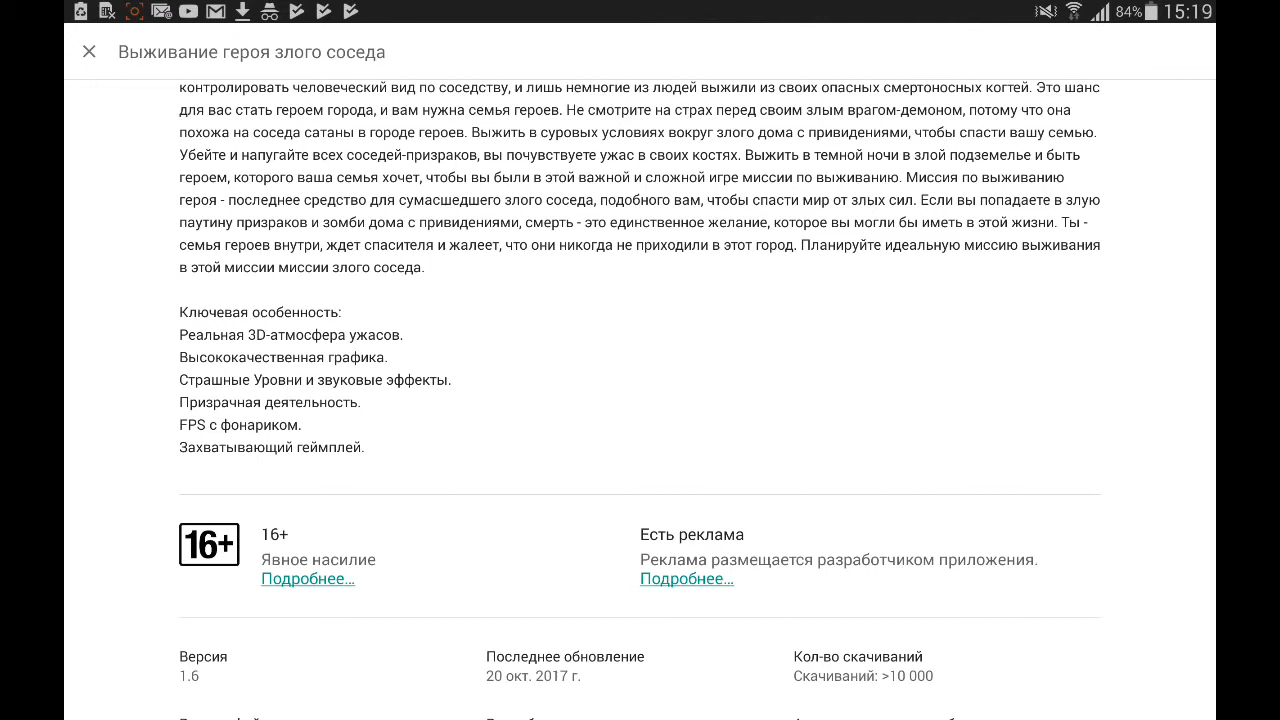 84% 15:19
Выживание героя злого соседа
контролировать человеческий вид по соседству, и лишь немногие из людей выжили из своих опасных смертоносных когтей. Это шанс
для вас стать героем города, и вам нужна семья героев. Не смотрите на страх перед своим злым врагом-демоном, потому что она
похожа на соседа сатаны в городе героев. Выжить в суровых условиях вокруг злого дома с привидениями, чтобы спасти вашу семью.
Убейте и напугайте всех соседей-призраков, вы почувствуете ужас в своих костях. Выжить в темной ночи в злой подземелье и быть
героем, которого ваша семья хочет, чтобы вы были в этой важной и сложной игре миссии по выживанию. Миссия по выживанию
героя - последнее средство для сумасшедшего злого соседа, подобного вам, чтобы спасти мир от злых сил. Если вы попадаете в злую
паутину призраков и зомби дома с привидениями, смерть - это единственное желание, которое вы могли бы иметь в этой жизни. Ты -
семья героев внутри, ждет спасителя и жалеет, что они никогда не приходили в этот город. Планируйте идеальную миссию выживания
в этой миссии миссии злого соседа.
Ключевая особенность:
Реальная 3D-атмосфера ужасов.
Высококачественная графика.
Страшные Уровни и звуковые эффекты.
Призрачная деятельность.
FPS с фонариком.
Захватывающий геймплей.
16+ 16+ Есть реклама
Явное насилие Реклама размещается разработчиком приложения.
Подробнее... Подробнее...
Версия Последнее обновление Кол-во скачиваний
1.6 20 окт. 2017 г. Скачиваний: >10 000